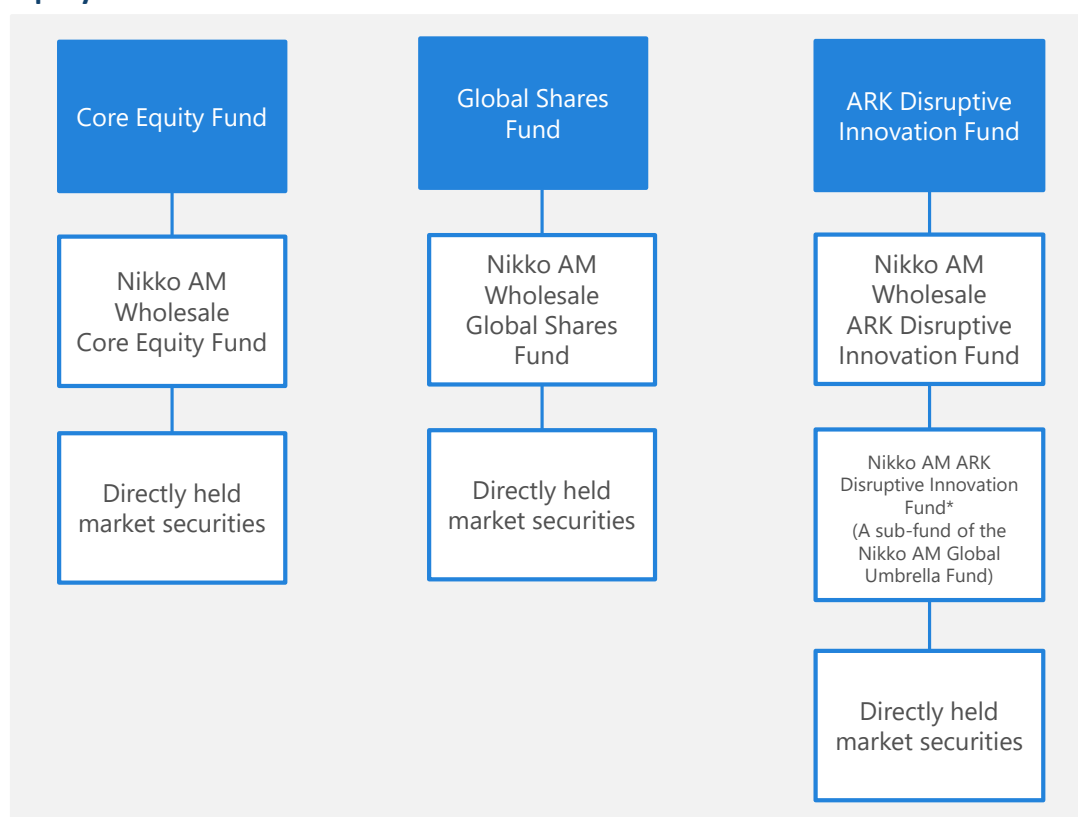 Core Equity Fund
Global Shares
Fund
ARK Disruptive
Innovation Fund
Nikko AM
Wholesale
Core Equity Fund
Nikko AM
Wholesale
Global Shares
Fund
Nikko AM
Wholesale
ARK Disruptive
Innovation Fund
Directly held
market securities
Directly held
market securities
Nikko AM ARK
Disruptive Innovation
Fund*
(A sub-fund of the
Nikko AM Global
Umbrella Fund)
Directly held
market securities